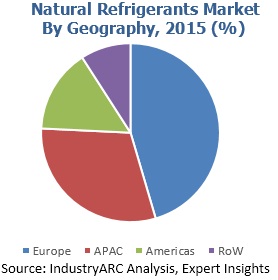 Natural Refrigerants Market
By Geography, 2015 (%)
Europe APAC Americas RoW
Source: IndustryARC Analysis, Expert Insights